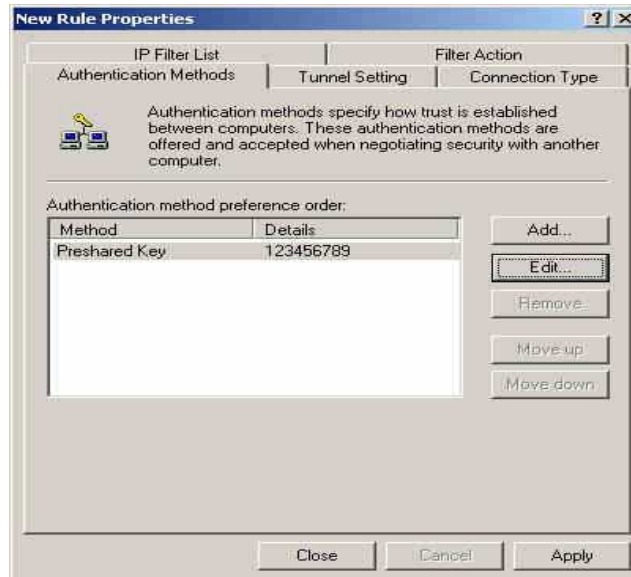 New Rule Properties
IP Filter List
Filter Action
Authentication Methods
Tunnel Setting
Connection Type
Authentication methods specify how trust is established
between computers. These authentication methods are
offered and accepted when negotiating security with another
computer.
Authentication method preference order:
Method
Details
Preshared Key
123456789
Add...
Edit...
Remove
Move up
Move down
Close
Cancel
Apply